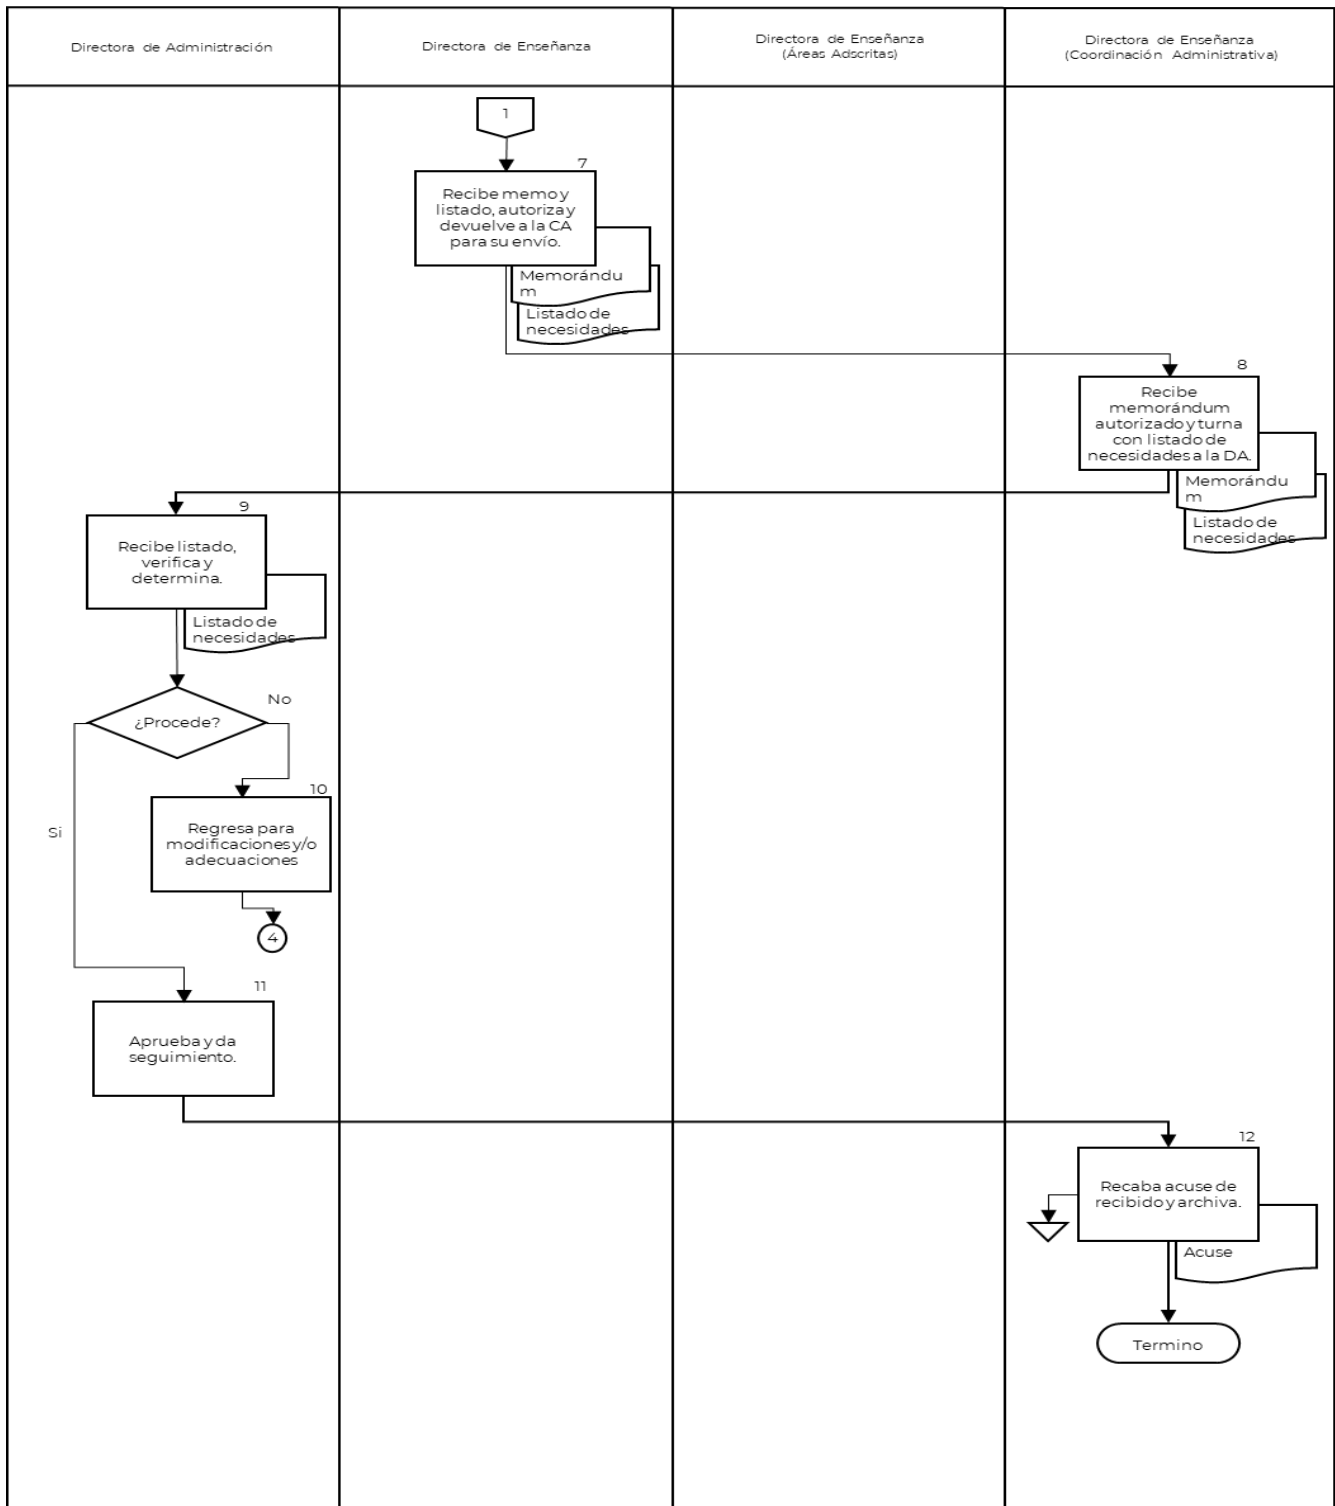 Directora de Administración
Directora de Enseñanza
Directora de Enseñanza
(Áreas Adscritas)
Directora de Enseñanza
(Coordinación Administrativa)
1
7
Recibe memo y
listado, autoriza y
devuelve a la CA
para su envío.
Memorándu
m
Listado de
necesidades
8
Recibe
memorándum
autorizado y turna
con listado de
necesidades a la DA.
Memorándu
m
Listado de
necesidades
9
Recibe listado,
verifica y
determina.
Listado de
necesidades
¿Procede?
No
Si
10
Regresa para
modificaciones y/o
adecuaciones
4
11
Aprueba y da
seguimiento.
12
Recaba acuse de
recibido y archiva.
Acuse
Termino